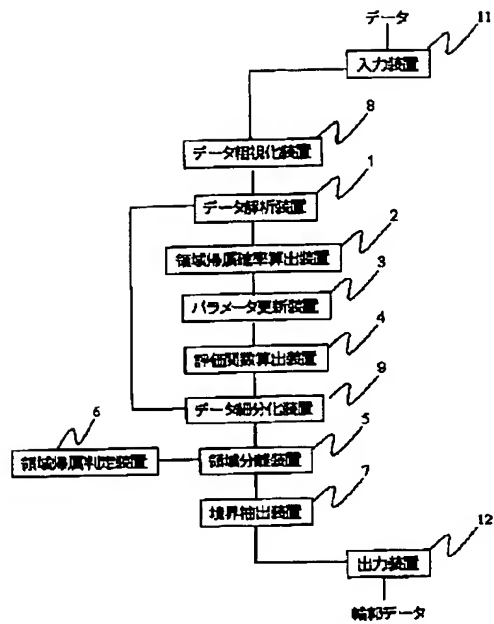 データ
11
入力装置
8
データ粗視化装置
1
データ解析装置
2
領域帰属確率算出装置
3
パラメータ更新装置
4
評価関数算出装置
9
データ細分化装置
6
5
領域帰属判定装置
領域分離装置
7
境界抽出装置
12
出力装置
輪郭データ